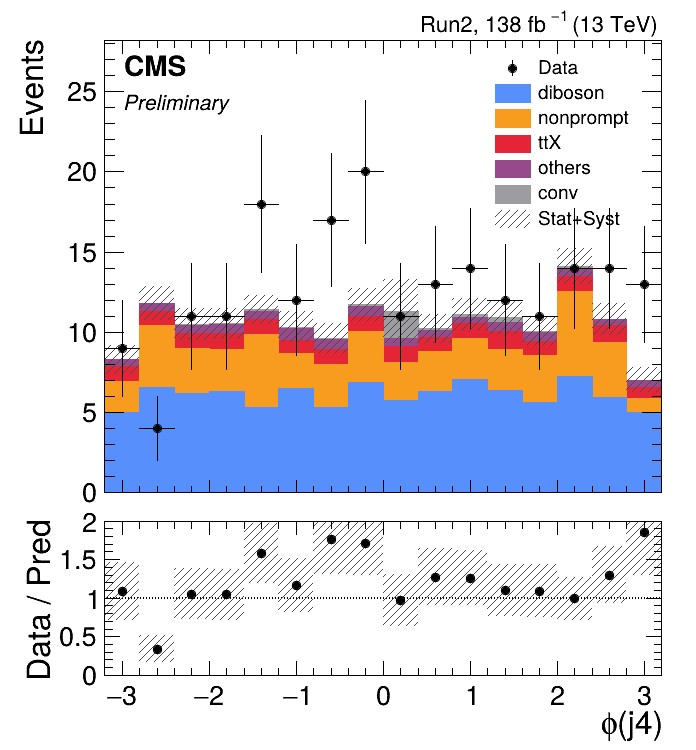 Run2, 138 fb⁻¹ (13 TeV)
CMS
Preliminary
Events
25
20
15
10
5
0
Data
diboson
nonprompt
ttX
others
conv
Stat+Syst
Data / Pred
2
1.5
1
0.5
0
−3 −2 −1 0 1 2 3
ϕ(j4)